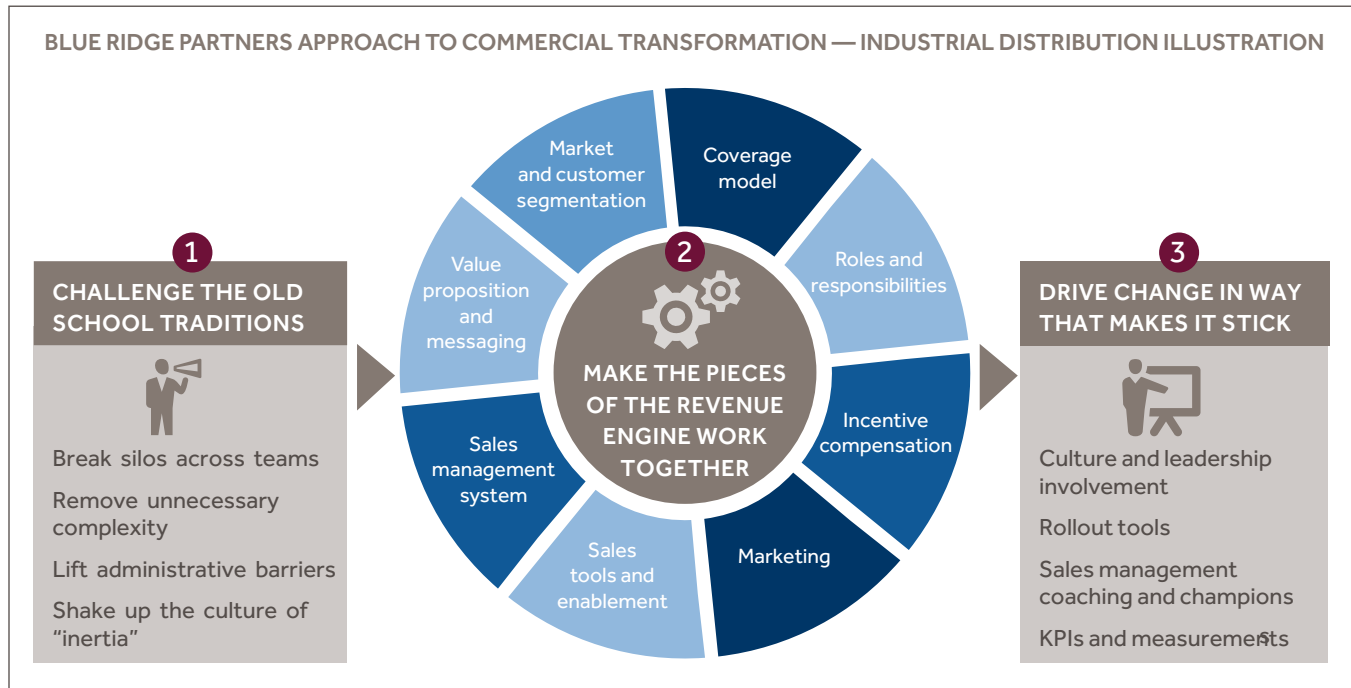 BLUE RIDGE PARTNERS APPROACH TO COMMERCIAL TRANSFORMATION — INDUSTRIAL DISTRIBUTION ILLUSTRATION
1
CHALLENGE THE OLD
SCHOOL TRADITIONS
Break silos across teams
Remove unnecessary
complexity
Lift administrative barriers
Shake up the culture of
“inertia”
2
MAKE THE PIECES
OF THE REVENUE
ENGINE WORK
TOGETHER
Coverage
model
Roles and
responsibilities
Incentive
compensation
Marketing
Sales
tools and
enablement
Sales
management
system
Value
proposition
and
messaging
Market
and customer
segmentation
3
DRIVE CHANGE IN WAY
THAT MAKES IT STICK
Culture and leadership
involvement
Rollout tools
Sales management
coaching and champions
KPIs and measurements
s